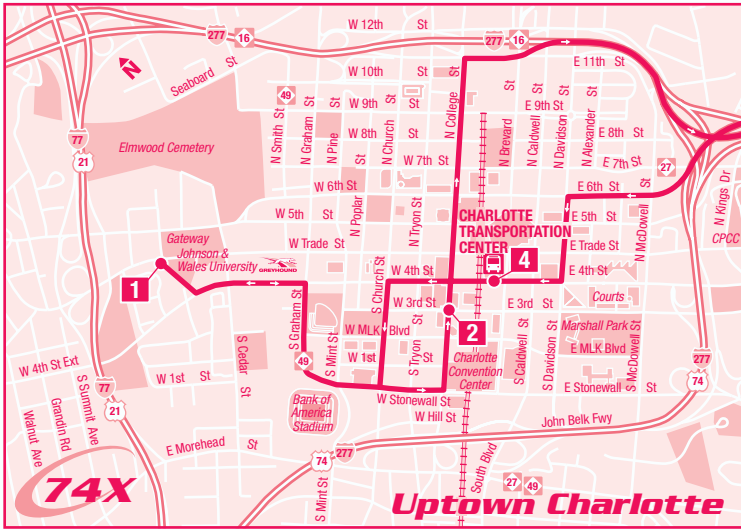 W 12th St
277
16
277
16
E 11th St
N
Seaboard St
W 10th St
49
W 9th St
E 9th St
N College St
N Smith St
N Graham St
N Pine St
N Church St
N Brevard St
N Caldwell St
N Davidson St
N Alexander St
77
21
Elmwood Cemetery
W 8th St
E 8th St
W 7th St
E 7th St
27
W 6th St
E 6th St
N Poplar St
N Tryon St
N McDowell St
N Kings Dr
W 5th St
CHARLOTTE
TRANSPORTATION
CENTER
E 5th St
CPCC
W Trade St
E Trade St
Gateway
Johnson &
Wales University
GREYHOUND
S Church St
W 4th St
4
E 4th St
1
W 3rd St
E 3rd St
Courts
S Graham St
S Mint St
2
W MLK Blvd
Marshall Park
E MLK Blvd
S Cedar St
49
W 1st St
S Tryon St
Charlotte
Convention
Center
S Caldwell St
S Davidson St
S McDowell St
277
74
W 4th St Ext
W 1st St
77
21
Bank of
America
Stadium
W Stonewall St
E Stonewall St
W Hill St
John Belk Fwy
Walnut Ave
Grandin Rd
S Summit Ave
E Morehead St
74
277
S Mint St
South Blvd
27
49
74X
Uptown Charlotte